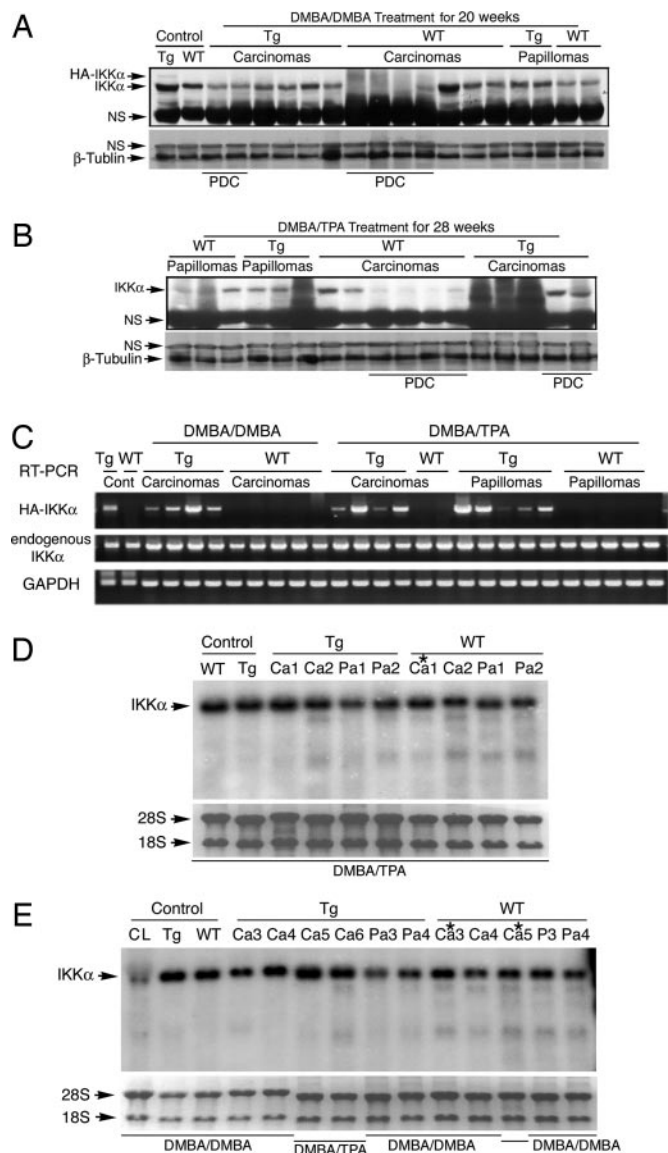 A
DMBA/DMBA Treatment for 20 weeks
Control Tg WT Tg WT
Tg WT Carcinomas Carcinomas Papillomas
HA-IKKα
IKKα
NS
NS
β-Tublin
PDC PDC
B
DMBA/TPA Treatment for 28 weeks
WT Tg WT Tg
Papillomas Papillomas Carcinomas Carcinomas
IKKα
NS
NS
β-Tubulin
PDC PDC
C
DMBA/DMBA DMBA/TPA
Tg WT Tg WT Tg WT Tg WT
RT-PCR
Cont Carcinomas Carcinomas Carcinomas Papillomas Papillomas
HA-IKKα
endogenous
IKKα
GAPDH
D
Control Tg WT
WT Tg Ca1 Ca2 Pa1 Pa2 Ca1* Ca2 Pa1 Pa2
IKKα
28S
18S
DMBA/TPA
E
Control Tg WT
CL Tg WT Ca3 Ca4 Ca5 Ca6 Pa3 Pa4 Ca3* Ca4 Ca5* P3 Pa4
IKKα
28S
18S
DMBA/DMBA DMBA/TPA DMBA/DMBA DMBA/DMBA